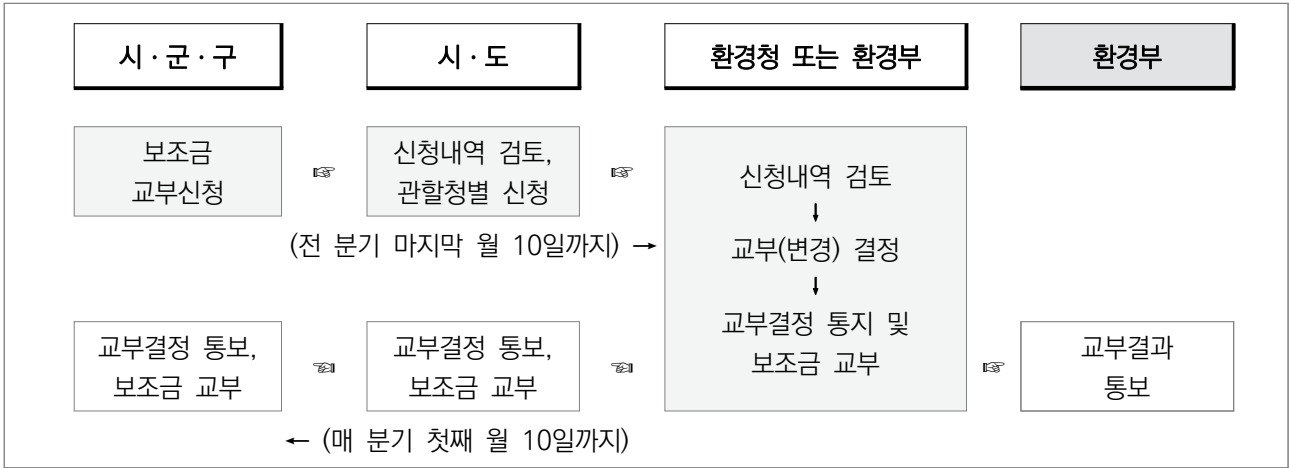 시·군·구
시·도
환경청 또는 환경부
환경부
보조금
교부신청
☞
신청내역 검토,
관할청별 신청
☞
(전 분기 마지막 월 10일까지) →
신청내역 검토
↓
교부(변경) 결정
↓
교부결정 통지 및
보조금 교부
교부결정 통보,
보조금 교부
☜
교부결정 통보,
보조금 교부
☜
☞
교부결과
통보
← (매 분기 첫째 월 10일까지)